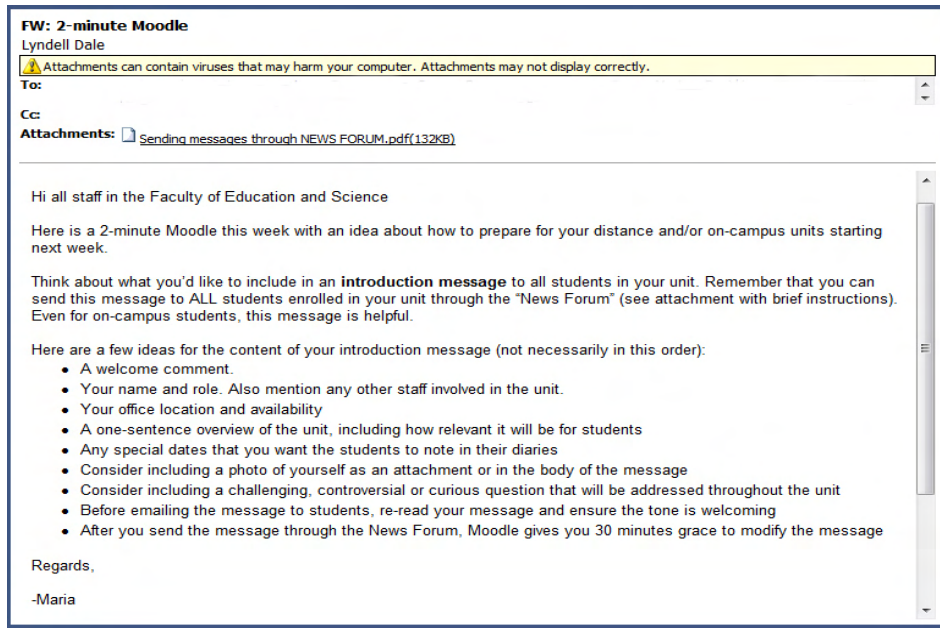 FW: 2-minute Moodle
Lyndell Dale
Attachments can contain viruses that may harm your computer. Attachments may not display correctly.
To:
Cc:
Attachments: Sending messages through NEWS FORUM.pdf(132KB)
Hi all staff in the Faculty of Education and Science
Here is a 2-minute Moodle this week with an idea about how to prepare for your distance and/or on-campus units starting
next week.
Think about what you'd like to include in an introduction message to all students in your unit. Remember that you can
send this message to ALL students enrolled in your unit through the “News Forum” (see attachment with brief instructions).
Even for on-campus students, this message is helpful.
Here are a few ideas for the content of your introduction message (not necessarily in this order):
• A welcome comment.
• Your name and role. Also mention any other staff involved in the unit.
• Your office location and availability
• A one-sentence overview of the unit, including how relevant it will be for students
• Any special dates that you want the students to note in their diaries
• Consider including a photo of yourself as an attachment or in the body of the message
• Consider including a challenging, controversial or curious question that will be addressed throughout the unit
• Before emailing the message to students, re-read your message and ensure the tone is welcoming
• After you send the message through the News Forum, Moodle gives you 30 minutes grace to modify the message
Regards,
-Maria